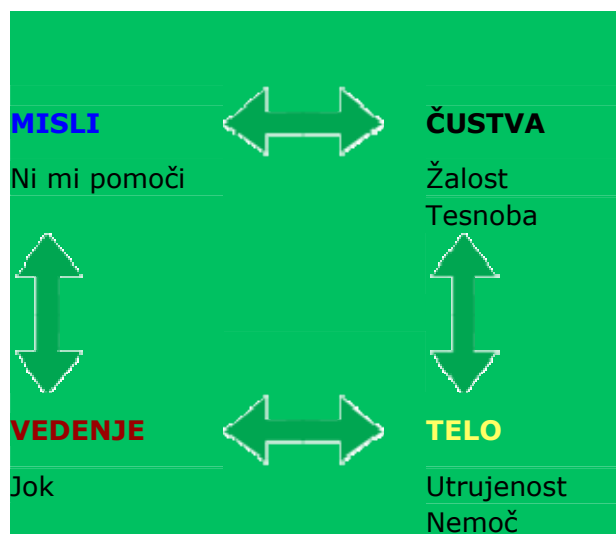 MISLI
ČUSTVA
Ni mi pomoči
Žalost
Tesnoba
VEDENJE
TELO
Jok
Utrujenost
Nemoč